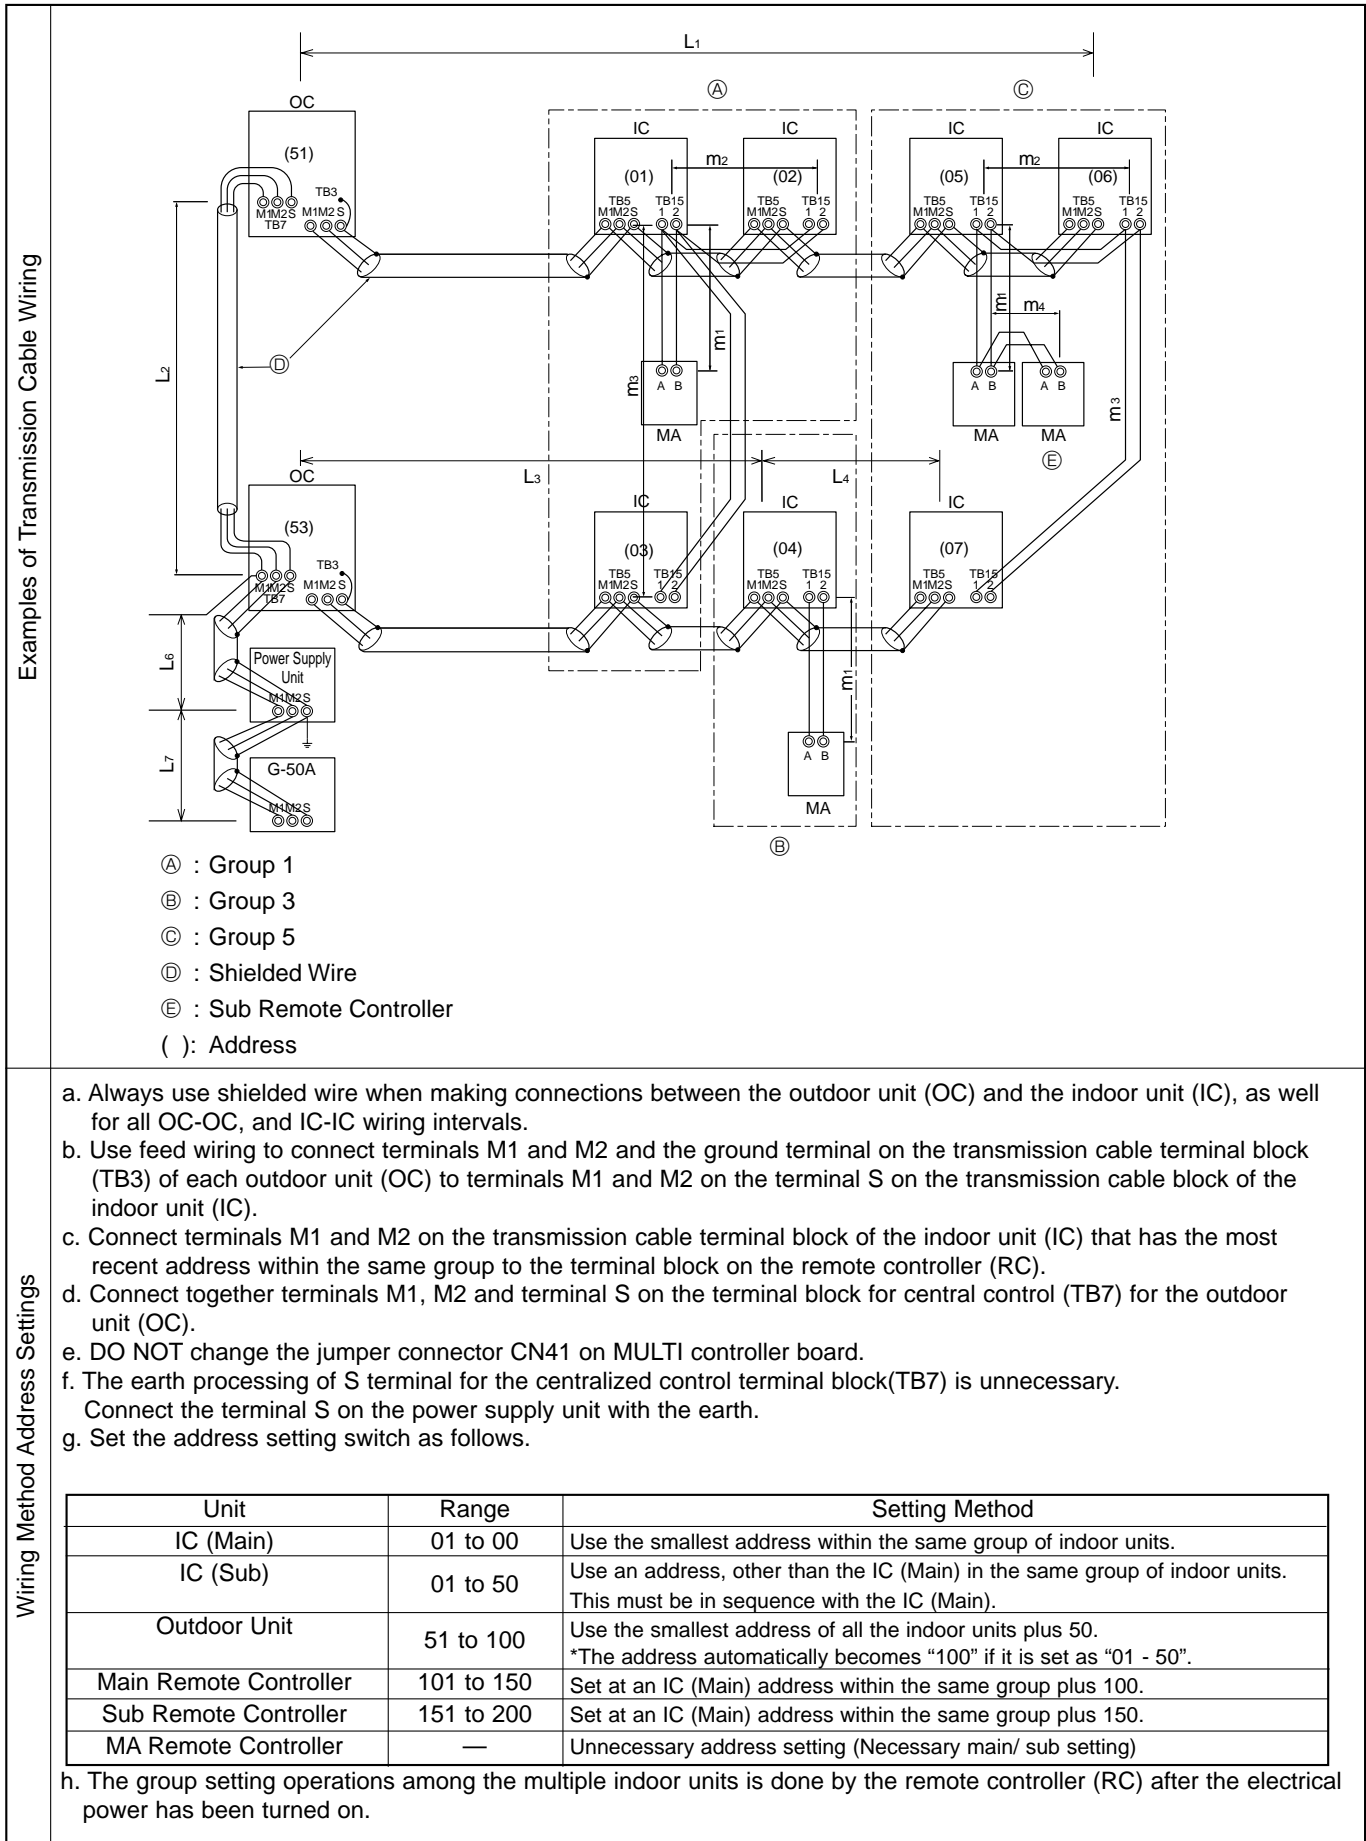 Examples of Transmission Cable Wiring
L1
Ⓐ
Ⓒ
OC
IC
IC
IC
IC
(51)
(01)
m2
(02)
(05)
m2
(06)
TB3
TB5
TB15
TB5
TB15
TB5
TB15
TB5
TB15
M1M2S
M1M2 S
M1M2S
1 2
M1M2S
1 2
M1M2S
1 2
M1M2S
1 2
TB7
m1
m4
L2
Ⓓ
m1
m3
A B
A B
A B
m3
MA
MA
MA
Ⓔ
L3
L4
OC
IC
IC
IC
(53)
(03)
(04)
(07)
TB3
TB5
TB15
TB5
TB15
TB5
TB15
M1M2S
M1M2 S
M1M2S
1 2
M1M2S
1 2
M1M2S
1 2
TB7
L6
Power Supply
Unit
M1M2S
m1
L7
G-50A
M1M2S
A B
MA
Ⓑ
Ⓐ : Group 1
Ⓑ : Group 3
Ⓒ : Group 5
Ⓓ : Shielded Wire
Ⓔ : Sub Remote Controller
( ): Address
Wiring Method Address Settings
a. Always use shielded wire when making connections between the outdoor unit (OC) and the indoor unit (IC), as well
for all OC-OC, and IC-IC wiring intervals.
b. Use feed wiring to connect terminals M1 and M2 and the ground terminal on the transmission cable terminal block
(TB3) of each outdoor unit (OC) to terminals M1 and M2 on the terminal S on the transmission cable block of the
indoor unit (IC).
c. Connect terminals M1 and M2 on the transmission cable terminal block of the indoor unit (IC) that has the most
recent address within the same group to the terminal block on the remote controller (RC).
d. Connect together terminals M1, M2 and terminal S on the terminal block for central control (TB7) for the outdoor
unit (OC).
e. DO NOT change the jumper connector CN41 on MULTI controller board.
f. The earth processing of S terminal for the centralized control terminal block(TB7) is unnecessary.
Connect the terminal S on the power supply unit with the earth.
g. Set the address setting switch as follows.
Unit Range Setting Method
IC (Main) 01 to 00 Use the smallest address within the same group of indoor units.
IC (Sub) 01 to 50 Use an address, other than the IC (Main) in the same group of indoor units.
This must be in sequence with the IC (Main).
Outdoor Unit 51 to 100 Use the smallest address of all the indoor units plus 50.
*The address automatically becomes “100” if it is set as “01 - 50”.
Main Remote Controller 101 to 150 Set at an IC (Main) address within the same group plus 100.
Sub Remote Controller 151 to 200 Set at an IC (Main) address within the same group plus 150.
MA Remote Controller — Unnecessary address setting (Necessary main/ sub setting)
h. The group setting operations among the multiple indoor units is done by the remote controller (RC) after the electrical
power has been turned on.